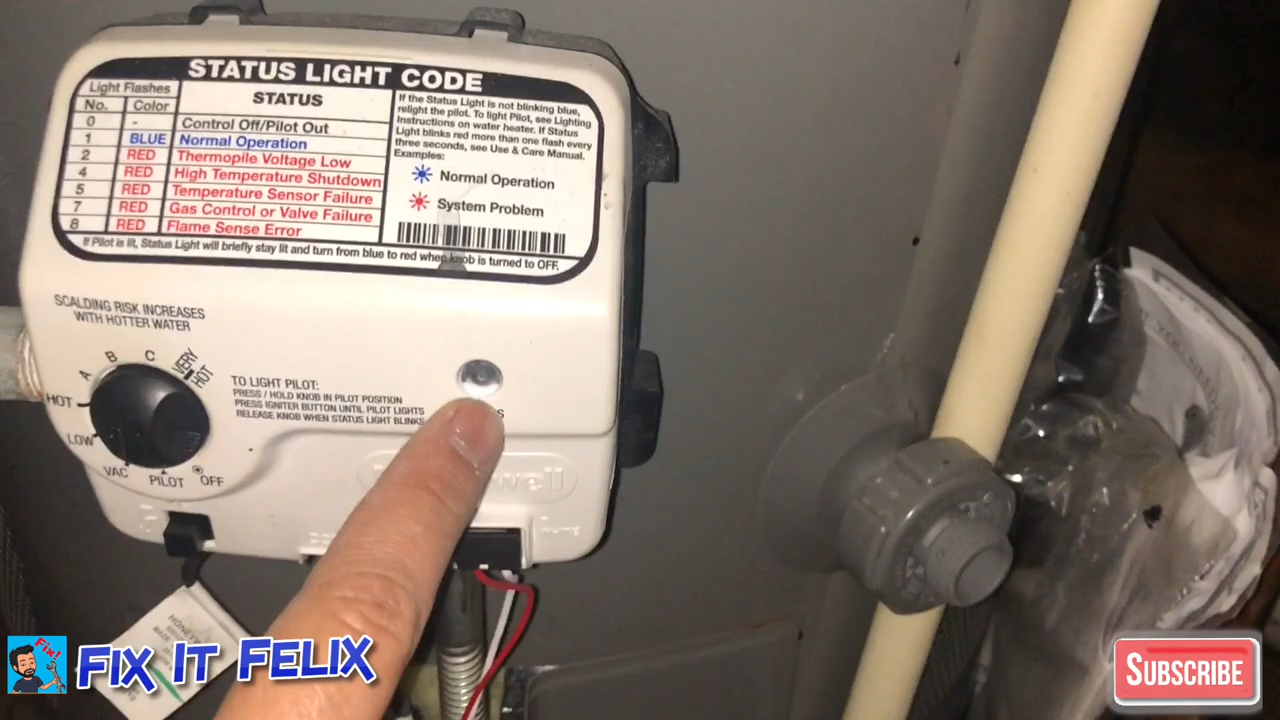 STATUS LIGHT CODE
Light Flashes
No. Color STATUS
0 - Control Off/Pilot Out
1 BLUE Normal Operation
2 RED Thermopile Voltage Low
4 RED High Temperature Shutdown
5 RED Temperature Sensor Failure
7 RED Gas Control or Valve Failure
8 RED Flame Sense Error
If the Status Light is not blinking blue,
relight the pilot. To light Pilot, see Lighting
Instructions on water heater. If Status
Light blinks red more than one flash every
three seconds, see Use & Care Manual.
Examples:
Normal Operation
System Problem
If Pilot is lit, Status Light will briefly stay lit and turn from blue to red when knob is turned to OFF.
SCALDING RISK INCREASES
WITH HOTTER WATER
HOT A B C VERY HOT
LOW VAC PILOT OFF
TO LIGHT PILOT:
PRESS / HOLD KNOB IN PILOT POSITION
PRESS IGNITER BUTTON UNTIL PILOT LIGHTS
RELEASE KNOB WHEN STATUS LIGHT BLINKS
WHITE
Fix!
FIX IT FELIX
SUBSCRIBE